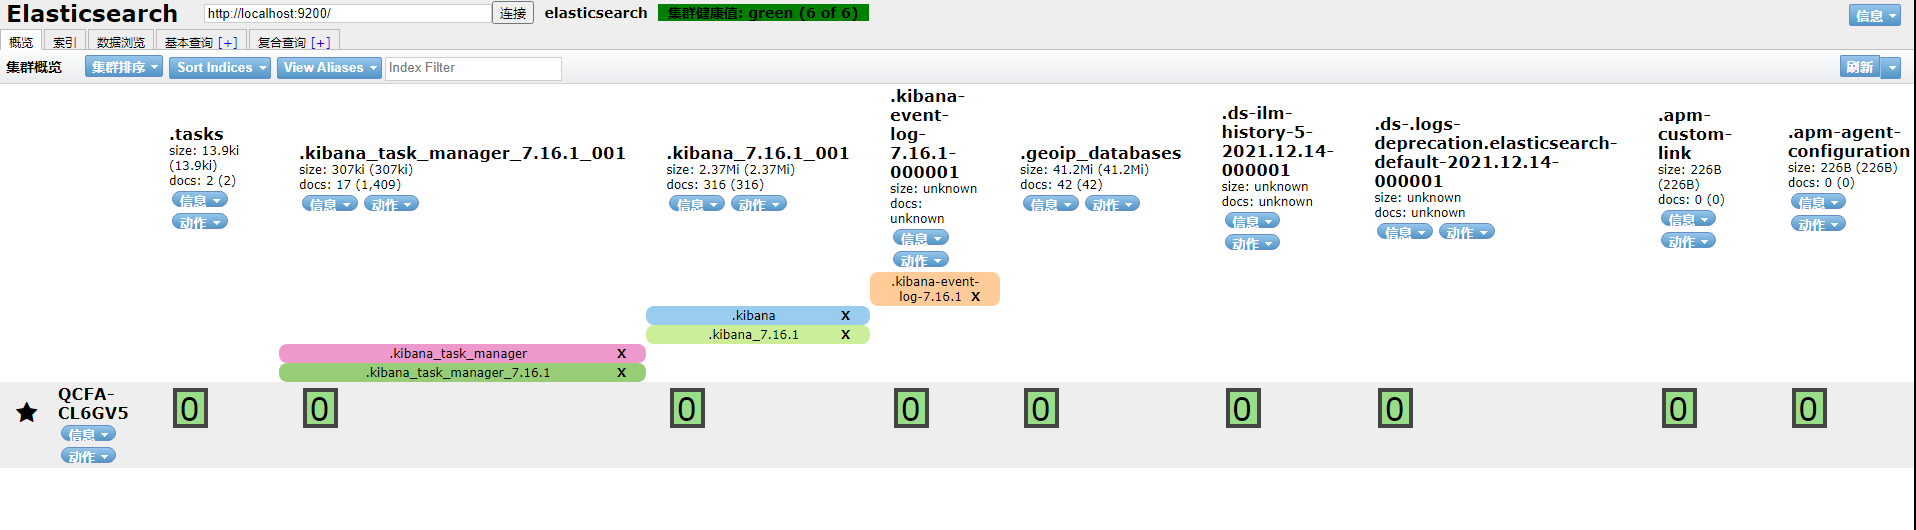 Elasticsearch http://localhost:9200/ 连接 elasticsearch 集群健康值: green (6 of 6) 信息
概览 索引 数据浏览 基本查询 [+] 复合查询 [+]
集群概览 集群排序 Sort Indices View Aliases Index Filter 刷新
.tasks
size: 13.9ki
(13.9ki)
docs: 2 (2)
信息
动作
.kibana_task_manager_7.16.1_001
size: 307ki (307ki)
docs: 17 (1,409)
信息 动作
.kibana_7.16.1_001
size: 2.37Mi (2.37Mi)
docs: 316 (316)
信息 动作
.kibana-
event-
log-
7.16.1-
000001
size: unknown
docs:
unknown
信息
动作
.geoip_databases
size: 41.2Mi (41.2Mi)
docs: 42 (42)
信息 动作
.ds-ilm-
history-5-
2021.12.14-
000001
size: unknown
docs: unknown
信息
动作
.ds-.logs-
deprecation.elasticsearch-
default-2021.12.14-
000001
size: unknown
docs: unknown
信息 动作
.apm-
custom-
link
size: 226B
(226B)
docs: 0 (0)
信息
动作
.apm-agent-
configuration
size: 226B (226B)
docs: 0 (0)
信息
动作
.kibana-event-
log-7.16.1 X
.kibana X
.kibana_7.16.1 X
.kibana_task_manager X
.kibana_task_manager_7.16.1 X
QCFA-
CL6GV5
信息
动作
0 0 0 0 0 0 0 0 0